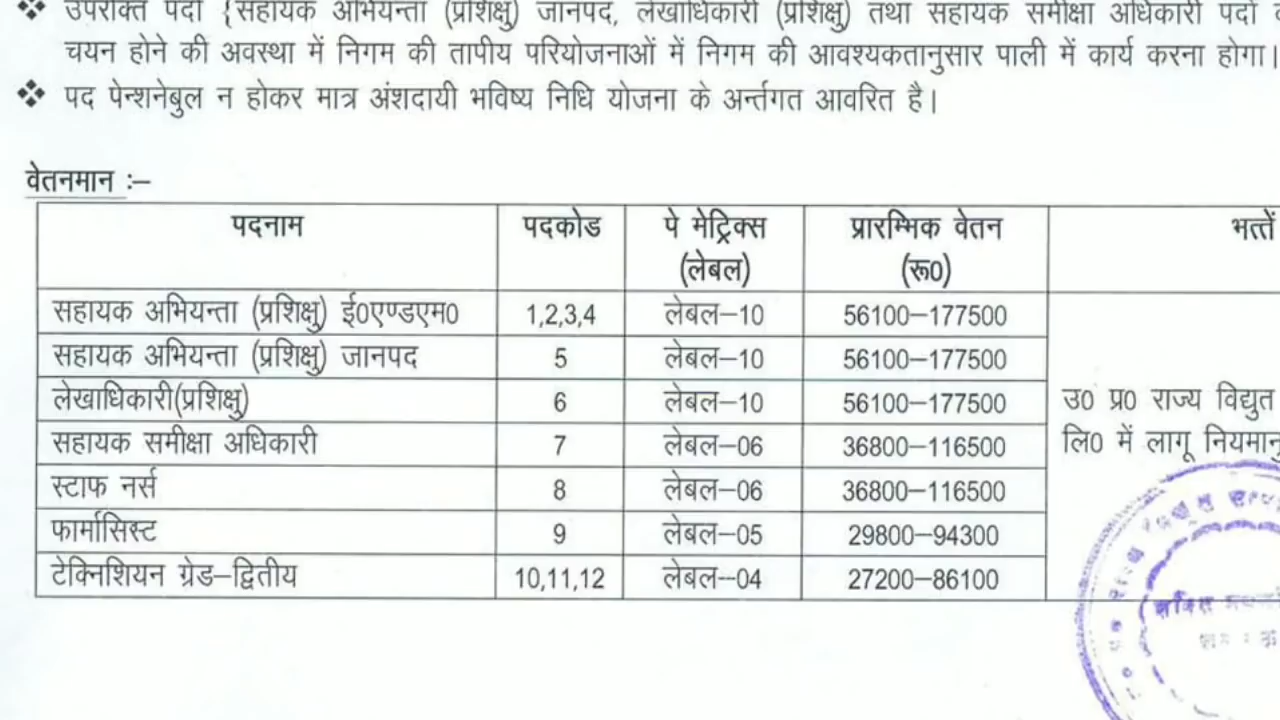 ❖ उपरोक्त पदों {सहायक अभियन्ता (प्रशिक्षु) जानपद, लेखाधिकारी (प्रशिक्षु) तथा सहायक समीक्षा अधिकारी पदों
चयन होने की अवस्था में निगम की तापीय परियोजनाओं में निगम की आवश्यकतानुसार पाली में कार्य करना होगा।
❖ पद पेन्शनेबुल न होकर मात्र अंशदायी भविष्य निधि योजना के अर्न्तगत आवरित है।
वेतनमान :–
पदनाम पदकोड पे मेट्रिक्स (लेबल) प्रारम्भिक वेतन (रू0) भत्तें
सहायक अभियन्ता (प्रशिक्षु) ई0एण्डएम0 1,2,3,4 लेबल–10 56100–177500
सहायक अभियन्ता (प्रशिक्षु) जानपद 5 लेबल–10 56100–177500
लेखाधिकारी(प्रशिक्षु) 6 लेबल–10 56100–177500
उ0 प्र0 राज्य विद्युत
सहायक समीक्षा अधिकारी 7 लेबल–06 36800–116500
लि0 में लागू नियमानु
स्टाफ नर्स 8 लेबल–06 36800–116500
फार्मासिस्ट 9 लेबल–05 29800–94300
टेक्निशियन ग्रेड–द्वितीय 10,11,12 लेबल–04 27200–86100